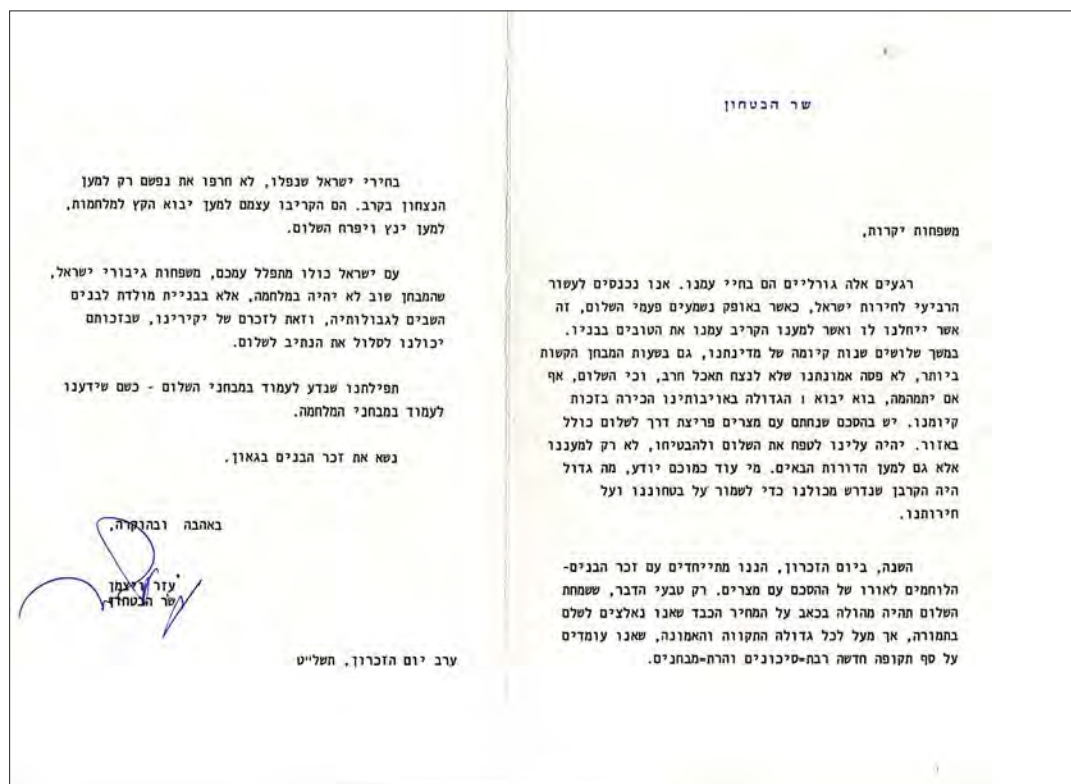 שר הבטחון
משפחות יקרות,
רגעים אלה גורליים הם בחיי עמנו. אנו נכנסים לעשור
הרביעי לחירות ישראל, כאשר באופק נשמעים פעמי השלום, זה
אשר ייחלנו לו ואשר למענו הקריב עמנו את הטובים בבניו.
במשך שלושים שנות קיומה של מדינתנו, גם בשעות המבחן הקשות
ביותר, לא פסה אמונתנו שלא לנצח תאכל חרב, וכי השלום, אף
אם יתמהמה, בוא יבוא ! הגדולה באויבותינו הכירה בזכות
קיומנו. יש בהסכם שנחתם עם מצרים פריצת דרך לשלום כולל
באזור. יהיה עלינו לטפח את השלום ולהבטיחו, לא רק למעננו
אלא גם למען הדורות הבאים. מי עוד כמוכם יודע, מה גדול
היה הקרבן שנדרש מכולנו כדי לשמור על בטחוננו ועל
חירותנו.
השנה, ביום הזכרון, הננו מתייחדים עם זכר הבנים-
הלוחמים לאורו של ההסכם עם מצרים. רק טבעי הדבר, ששמחת
השלום תהיה מהולה בכאב על המחיר הכבד שאנו נאלצים לשלם
בתמורה, אך מעל לכל גדולה התקווה והאמונה, שאנו עומדים
על סף תקופה חדשה רבת=סיכונים והרת=מבחנים.
בחירי ישראל שנפלו, לא חרפו את נפשם רק למען
הנצחון בקרב. הם הקריבו עצמם למען יבוא הקץ למלחמות,
למען ינץ ויפרח השלום.
עם ישראל כולו מתפלל עמכם, משפחות גיבורי ישראל,
שהמבחן שוב לא יהיה במלחמה, אלא בבניית מולדת לבנים
השבים לגבולותיה, וזאת לזכרם של יקירינו, שבזכותם
יכולנו לסלול את הנתיב לשלום.
תפילתנו שנדע לעמוד במבחני השלום - כשם שידענו
לעמוד במבחני המלחמה.
נשא את זכר הבנים בגאון.
באהבה ובהוקרה,
עזר ויצמן
שר הבטחון
ערב יום הזכרון, תשל"ט